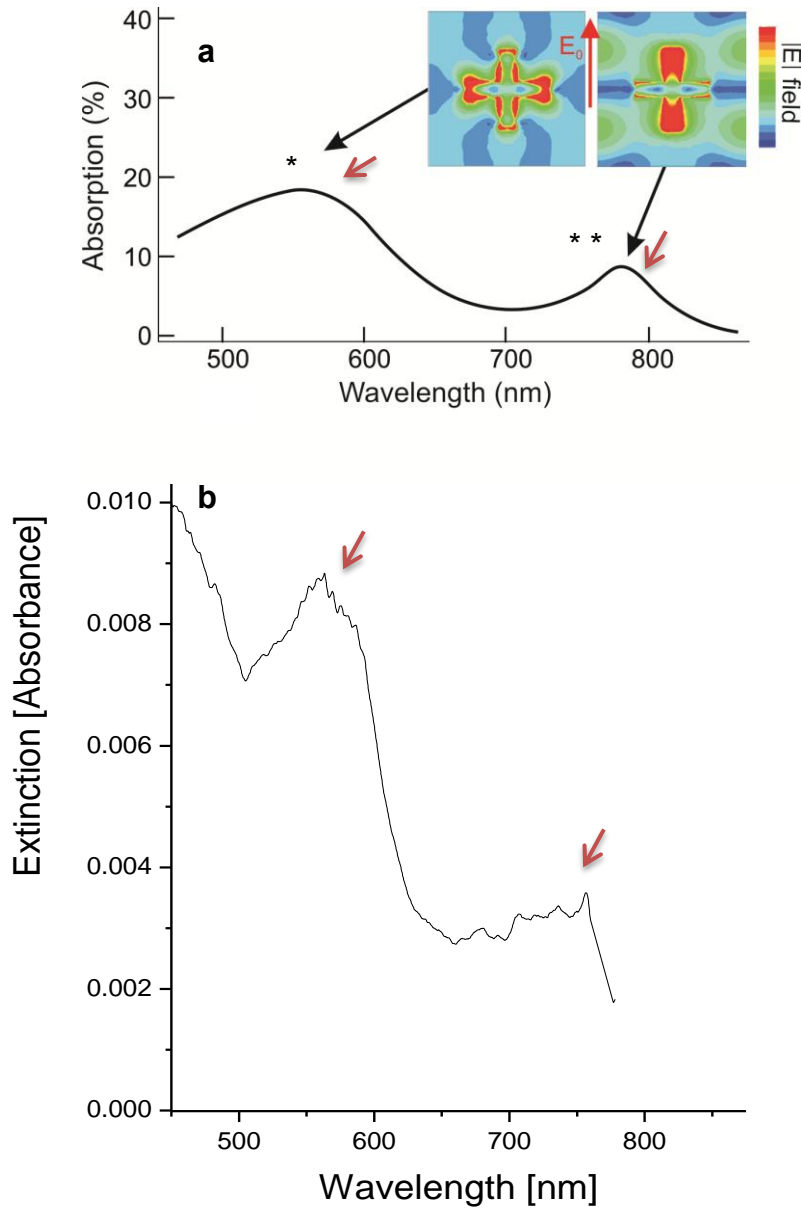 a
40
30
20
10
0
Absorption (%)
E₀
|E| field
*
* *
500 600 700 800
Wavelength (nm)
b
0.010
0.008
0.006
0.004
0.002
0.000
Extinction [Absorbance]
500 600 700 800
Wavelength [nm]